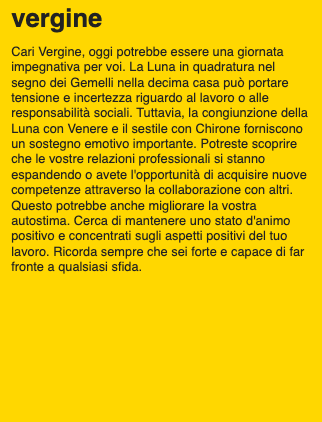 vergine
Cari Vergine, oggi potrebbe essere una giornata
impegnativa per voi. La Luna in quadratura nel
segno dei Gemelli nella decima casa può portare
tensione e incertezza riguardo al lavoro o alle
responsabilità sociali. Tuttavia, la congiunzione della
Luna con Venere e il sestile con Chirone forniscono
un sostegno emotivo importante. Potreste scoprire
che le vostre relazioni professionali si stanno
espandendo o avete l'opportunità di acquisire nuove
competenze attraverso la collaborazione con altri.
Questo potrebbe anche migliorare la vostra
autostima. Cerca di mantenere uno stato d'animo
positivo e concentrati sugli aspetti positivi del tuo
lavoro. Ricorda sempre che sei forte e capace di far
fronte a qualsiasi sfida.